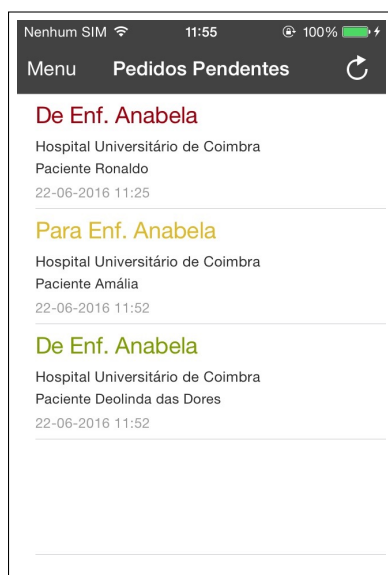 Nenhum SIM 11:55 100%
Menu Pedidos Pendentes
De Enf. Anabela
Hospital Universitário de Coimbra
Paciente Ronaldo
22-06-2016 11:25
Para Enf. Anabela
Hospital Universitário de Coimbra
Paciente Amália
22-06-2016 11:52
De Enf. Anabela
Hospital Universitário de Coimbra
Paciente Deolinda das Dores
22-06-2016 11:52